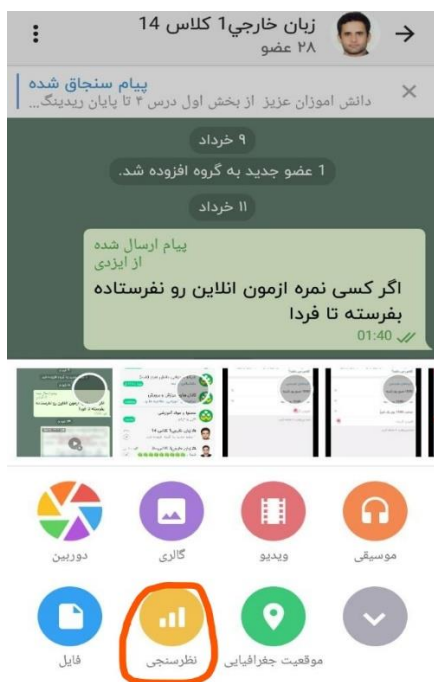 زبان خارجي1 کلاس 14
۲۸ عضو
پیام سنجاق شده
دانش اموزان عزیز از بخش اول درس ۴ تا پایان ریدینگ...
۹ خرداد
1 عضو جدید به گروه افزوده شد.
۱۱ خرداد
پیام ارسال شده
از ایزدی
اگر کسی نمره ازمون انلاین رو نفرستاده
بفرسته تا فردا
01:40
دوربین
گالری
ویدیو
موسیقی
فایل
نظرسنجی
موقعیت جغرافیایی